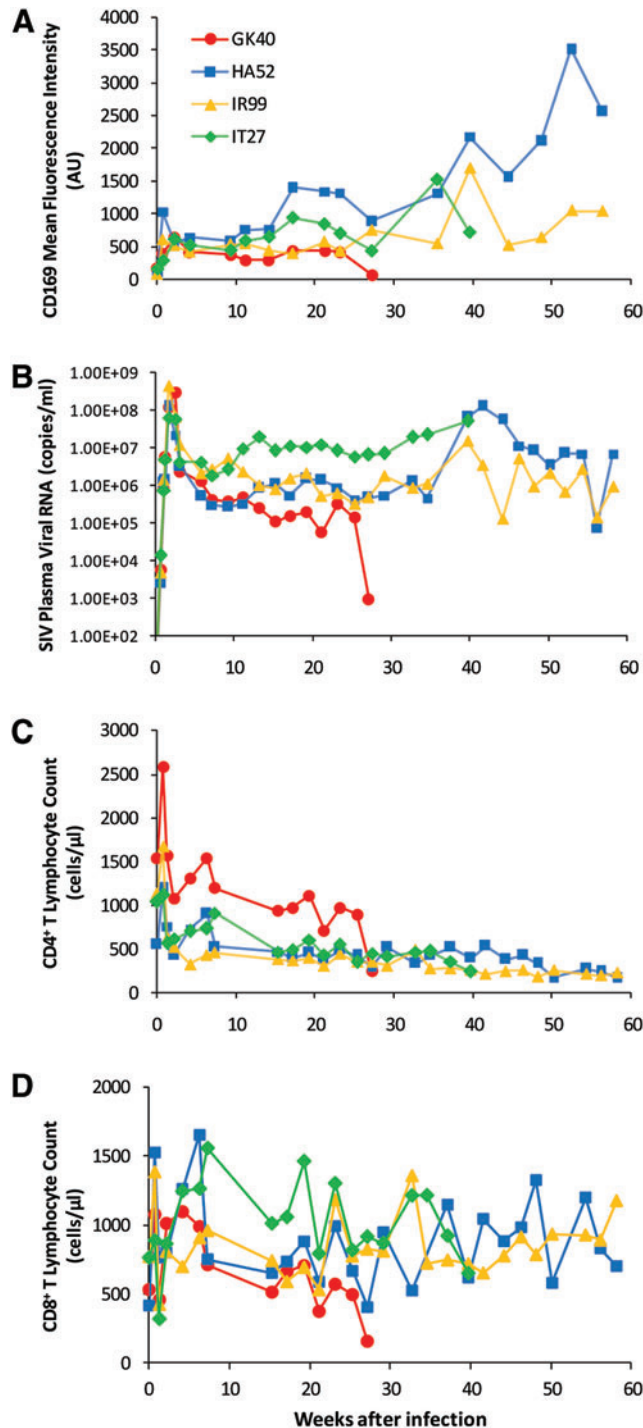 A
CD169 Mean Fluorescence Intensity
(AU)
4000
3500
3000
2500
2000
1500
1000
500
0
GK40
HA52
IR99
IT27
0 10 20 30 40 50 60
B
SIV Plasma Viral RNA (copies/ml)
1.00E+09
1.00E+08
1.00E+07
1.00E+06
1.00E+05
1.00E+04
1.00E+03
1.00E+02
0 10 20 30 40 50 60
C
CD4⁺ T Lymphocyte Count
(cells/µl)
3000
2500
2000
1500
1000
500
0
0 10 20 30 40 50 60
D
CD8⁺ T Lymphocyte Count
(cells/µl)
2000
1500
1000
500
0
0 10 20 30 40 50 60
Weeks after infection